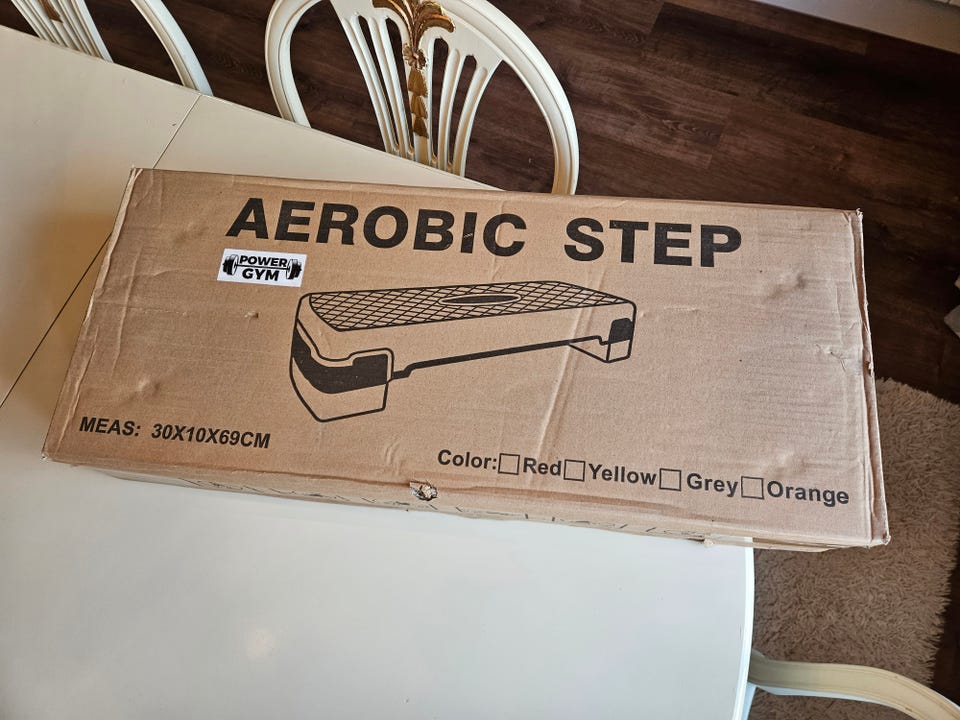 AEROBIC STEP
POWER
GYM
MEAS: 30X10X69CM
Color:☐Red☐Yellow☐Grey☐Orange